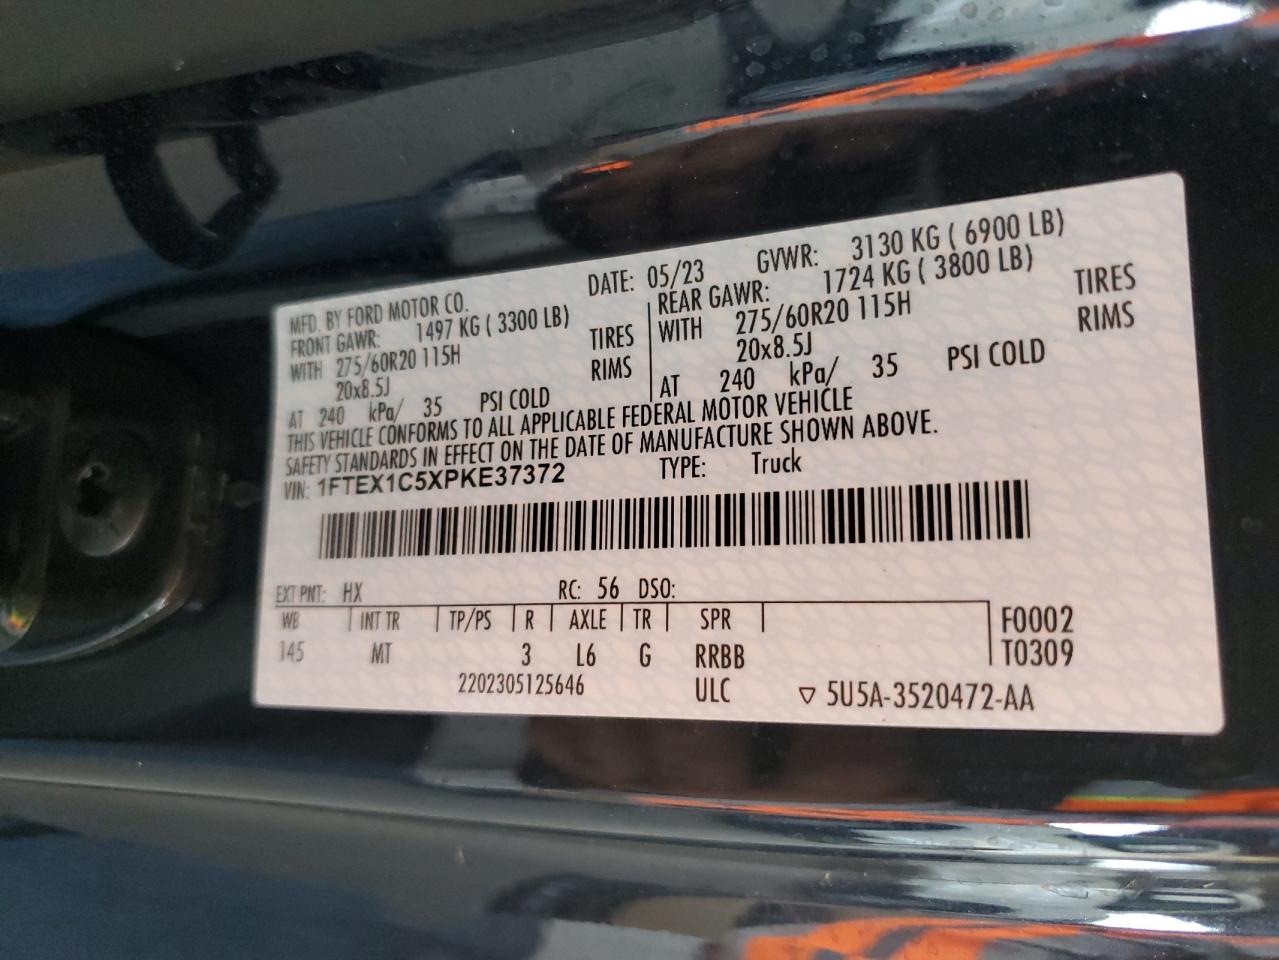 MFD. BY FORD MOTOR CO. DATE: 05/23 GVWR: 3130 KG ( 6900 LB)
FRONT GAWR: 1497 KG ( 3300 LB) REAR GAWR: 1724 KG ( 3800 LB)
WITH 275/60R20 115H TIRES WITH 275/60R20 115H TIRES
20x8.5J RIMS 20x8.5J RIMS
AT 240 kPa/ 35 PSI COLD AT 240 kPa/ 35 PSI COLD
THIS VEHICLE CONFORMS TO ALL APPLICABLE FEDERAL MOTOR VEHICLE
SAFETY STANDARDS IN EFFECT ON THE DATE OF MANUFACTURE SHOWN ABOVE.
VIN: 1FTEX1C5XPKE37372 TYPE: Truck
EXT PNT: HX RC: 56 DSO:
WB INT TR TP/PS R AXLE TR SPR F0002
145 MT 3 L6 G RRBB T0309
2202305125646 ULC ▽ 5U5A-3520472-AA